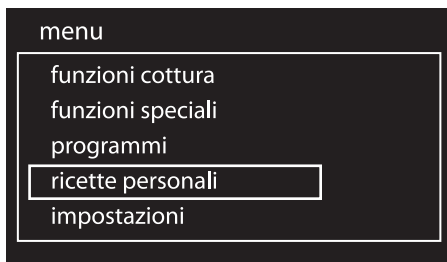 menu
funzioni cottura
funzioni speciali
programmi
ricette personali
impostazioni